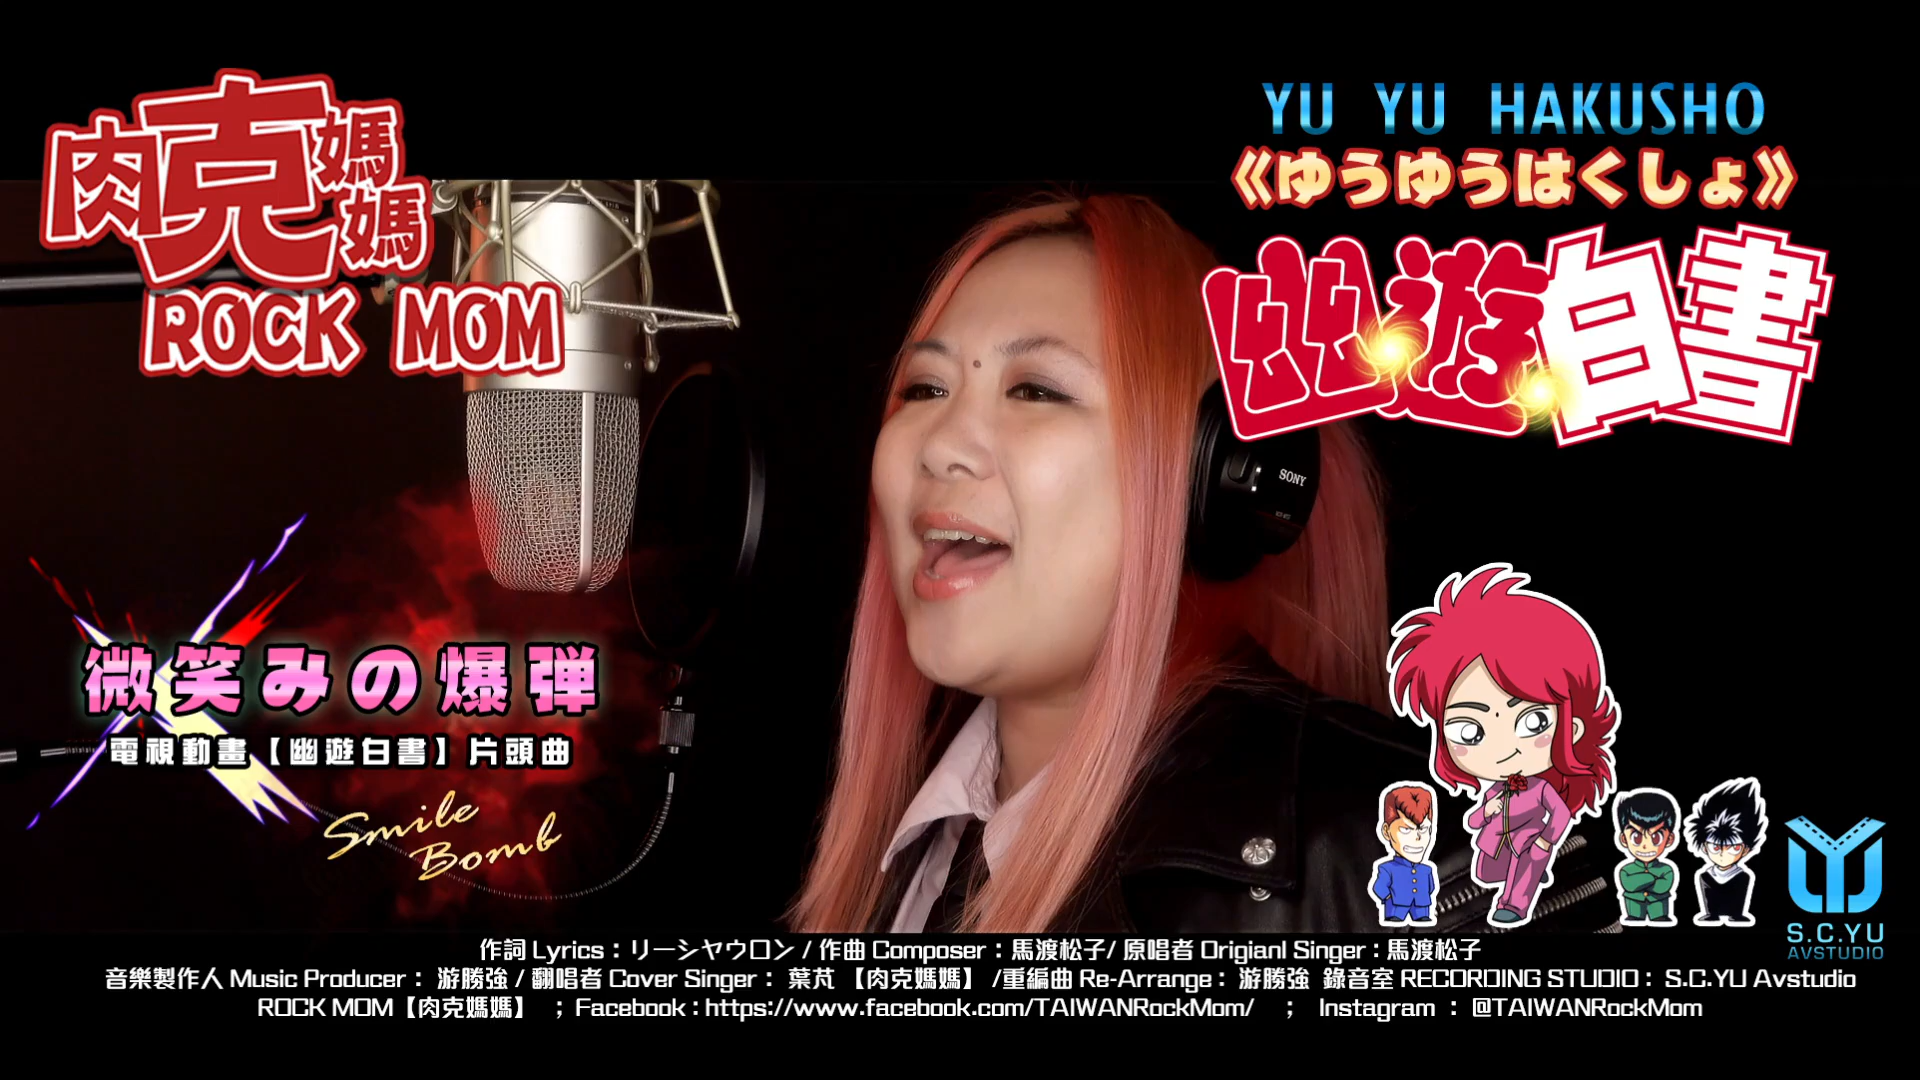 肉克媽媽
ROCK MOM
YU YU HAKUSHO
《ゆうゆうはくしょ》
幽遊白書
SONY
微笑みの爆弾
電視動畫【幽遊白書】片頭曲
Smile
Bomb
S.C.YU
AVSTUDIO
作詞 Lyrics：リーシャウロン / 作曲 Composer：馬渡松子/ 原唱者 Origianl Singer：馬渡松子
音樂製作人 Music Producer： 游勝強 / 翻唱者 Cover Singer： 葉芃 【肉克媽媽】 /重編曲 Re-Arrange： 游勝強 錄音室 RECORDING STUDIO： S.C.YU Avstudio
ROCK MOM【肉克媽媽】 ；Facebook：https://www.facebook.com/TAIWANRockMom/ ； Instagram ：@TAIWANRockMom